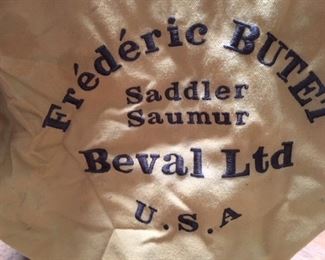 Frédéric BUTET
Saddler
Saumur
Beval Ltd
U.S.A